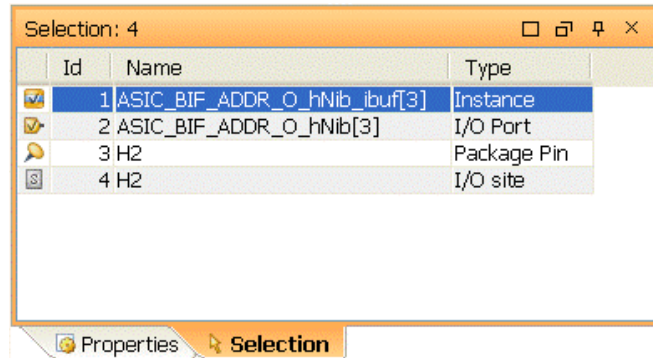 Selection: 4
Id Name Type
1 ASIC_BIF_ADDR_O_hNib_ibuf[3] Instance
2 ASIC_BIF_ADDR_O_hNib[3] I/O Port
3 H2 Package Pin
S 4 H2 I/O site
Properties Selection